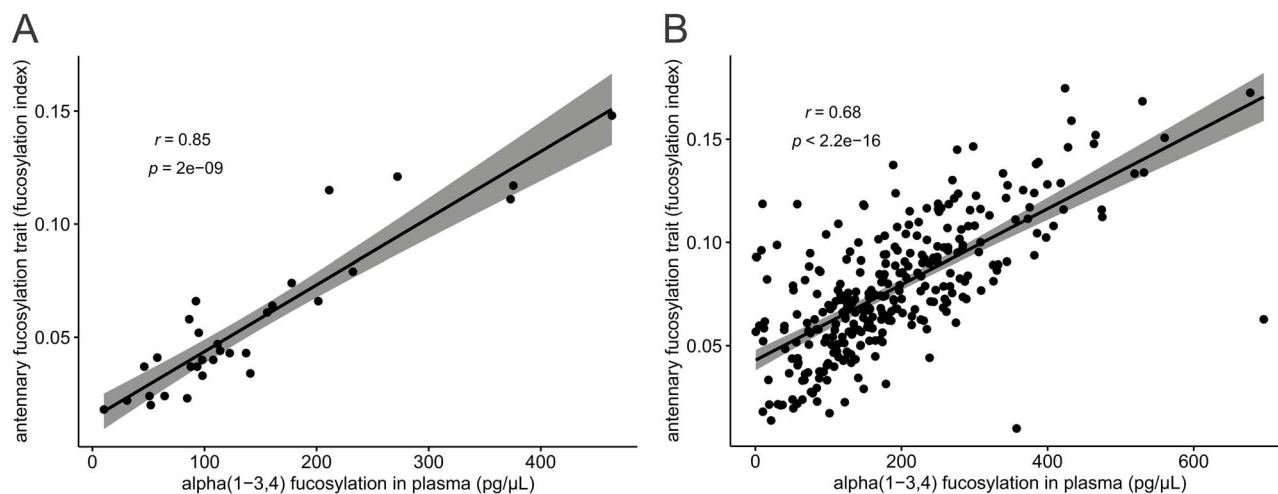 A
antennary fucosylation trait (fucosylation index)
0.15
0.10
0.05
r = 0.85
p = 2e−09
0
100
200
300
400
alpha(1−3,4) fucosylation in plasma (pg/µL)
B
antennary fucosylation trait (fucosylation index)
0.15
0.10
0.05
r = 0.68
p < 2.2e−16
0
200
400
600
alpha(1−3,4) fucosylation in plasma (pg/µL)